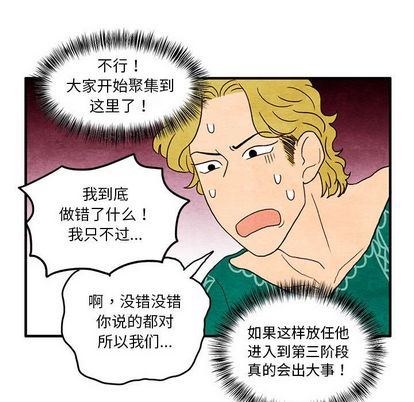 不行！
大家开始聚集到
这里了！
我到底
做错了什么！
我只不过...
啊，没错没错
你说的都对
所以我们...
如果这样放任他
进入到第三阶段
真的会出大事！